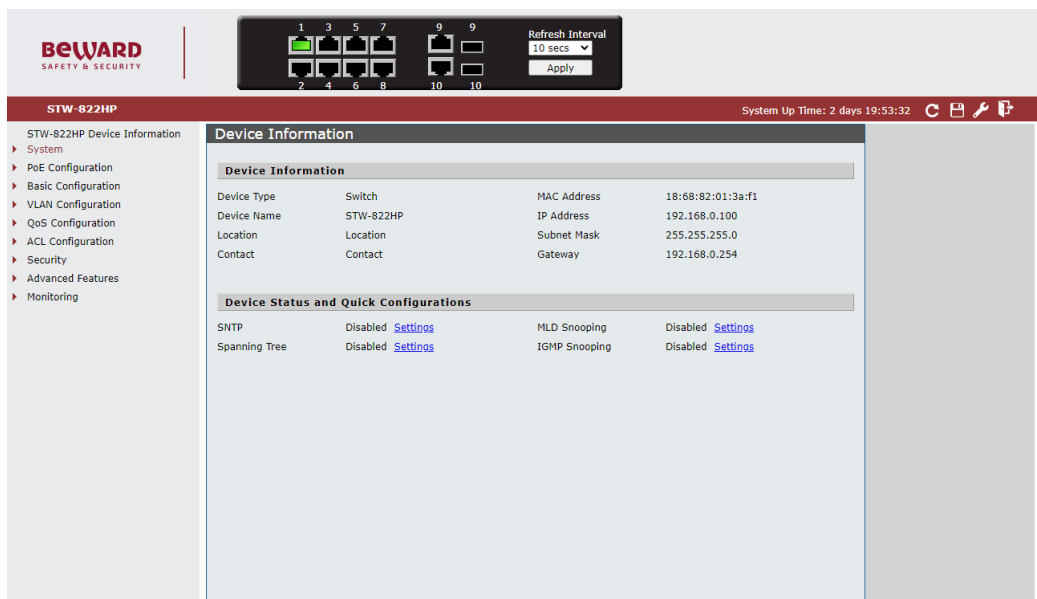 1 3 5 7 9 9
Refresh Interval
10 secs
Apply
BEWARD
SAFETY & SECURITY
2 4 6 8 10 10
STW-822HP
System Up Time: 2 days 19:53:32
STW-822HP Device Information
System
PoE Configuration
Basic Configuration
VLAN Configuration
QoS Configuration
ACL Configuration
Security
Advanced Features
Monitoring
Device Information
Device Information
Device Type Switch MAC Address 18:68:82:01:3a:f1
Device Name STW-822HP IP Address 192.168.0.100
Location Location Subnet Mask 255.255.255.0
Contact Contact Gateway 192.168.0.254
Device Status and Quick Configurations
SNTP Disabled Settings MLD Snooping Disabled Settings
Spanning Tree Disabled Settings IGMP Snooping Disabled Settings